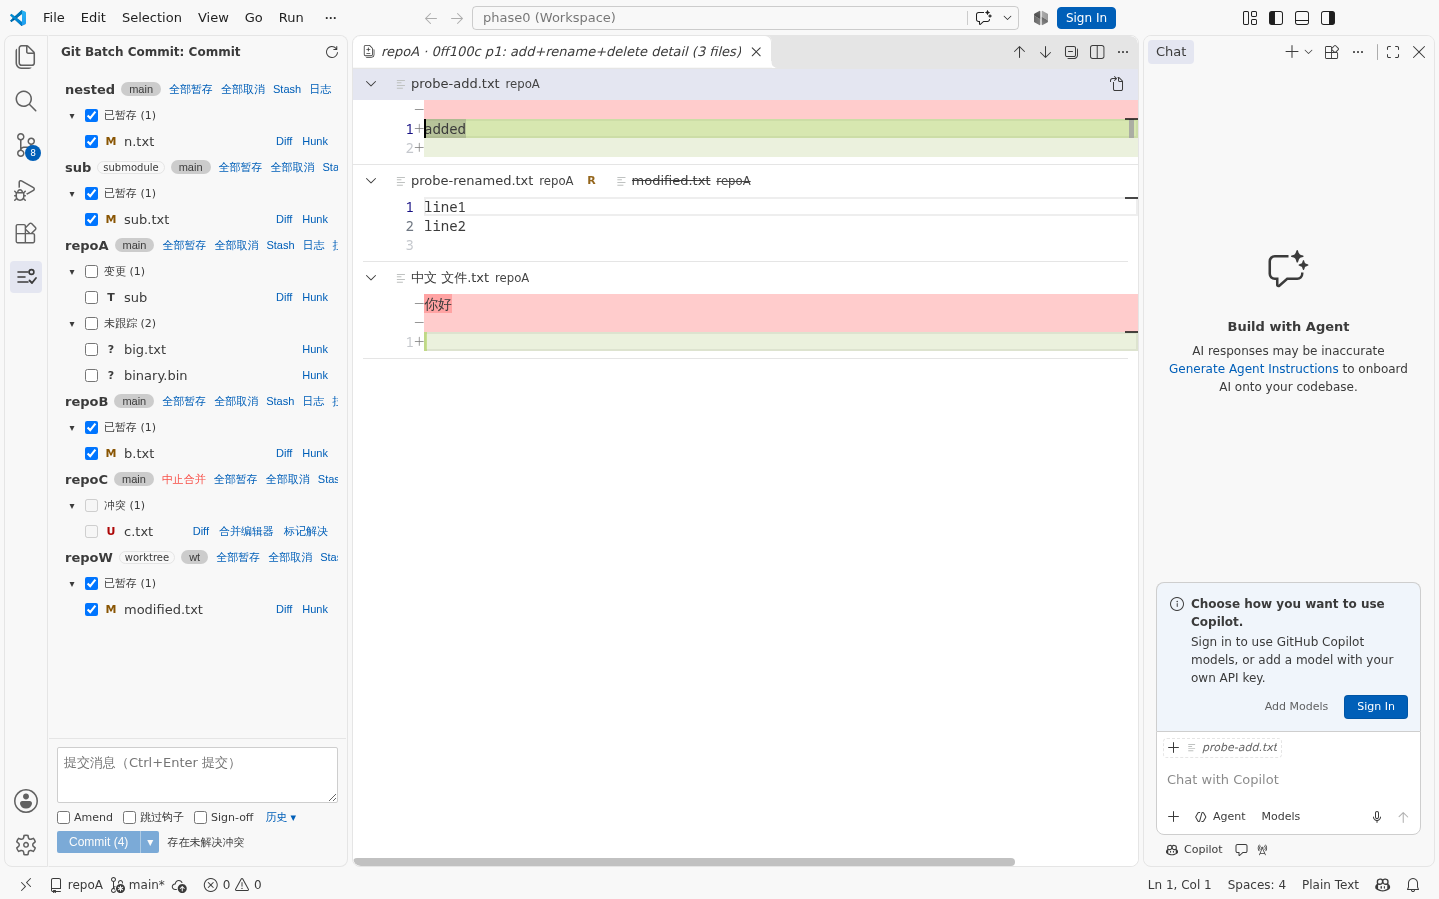 File Edit Selection View Go Run ···
phase0 (Workspace)
Sign In
Git Batch Commit: Commit
nested main 全部暂存 全部取消 Stash 日志
已暂存 (1)
M n.txt Diff Hunk
sub submodule main 全部暂存 全部取消 Sta
已暂存 (1)
M sub.txt Diff Hunk
repoA main 全部暂存 全部取消 Stash 日志
变更 (1)
T sub Diff Hunk
未跟踪 (2)
? big.txt Hunk
? binary.bin Hunk
repoB main 全部暂存 全部取消 Stash 日志
已暂存 (1)
M b.txt Diff Hunk
repoC main 中止合并 全部暂存 全部取消 Stas
冲突 (1)
U c.txt Diff 合并编辑器 标记解决
repoW worktree wt 全部暂存 全部取消 Stas
已暂存 (1)
M modified.txt Diff Hunk
8
提交消息（Ctrl+Enter 提交）
Amend 跳过钩子 Sign-off 历史 ▾
Commit (4) ▾ 存在未解决冲突
repoA · 0ff100c p1: add+rename+delete detail (3 files)
probe-add.txt repoA
1+ added
2+
probe-renamed.txt repoA R modified.txt repoA
1 line1
2 line2
3
中文 文件.txt repoA
你好
1+
Chat
Build with Agent
AI responses may be inaccurate
Generate Agent Instructions to onboard
AI onto your codebase.
Choose how you want to use
Copilot.
Sign in to use GitHub Copilot
models, or add a model with your
own API key.
Add Models Sign In
probe-add.txt
Chat with Copilot
Agent Models
Copilot
repoA main* 0 0
Ln 1, Col 1 Spaces: 4 Plain Text